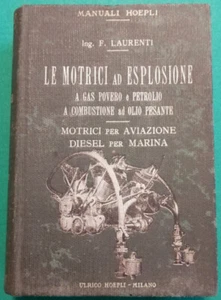 MANUALI HOEPLI
Ing. F. LAURENTI
LE MOTRICI AD ESPLOSIONE
A GAS POVERO e PETROLIO
A COMBUSTIONE ad OLIO PESANTE
MOTRICI PER AVIAZIONE
DIESEL PER MARINA
ULRICO HOEPLI - MILANO